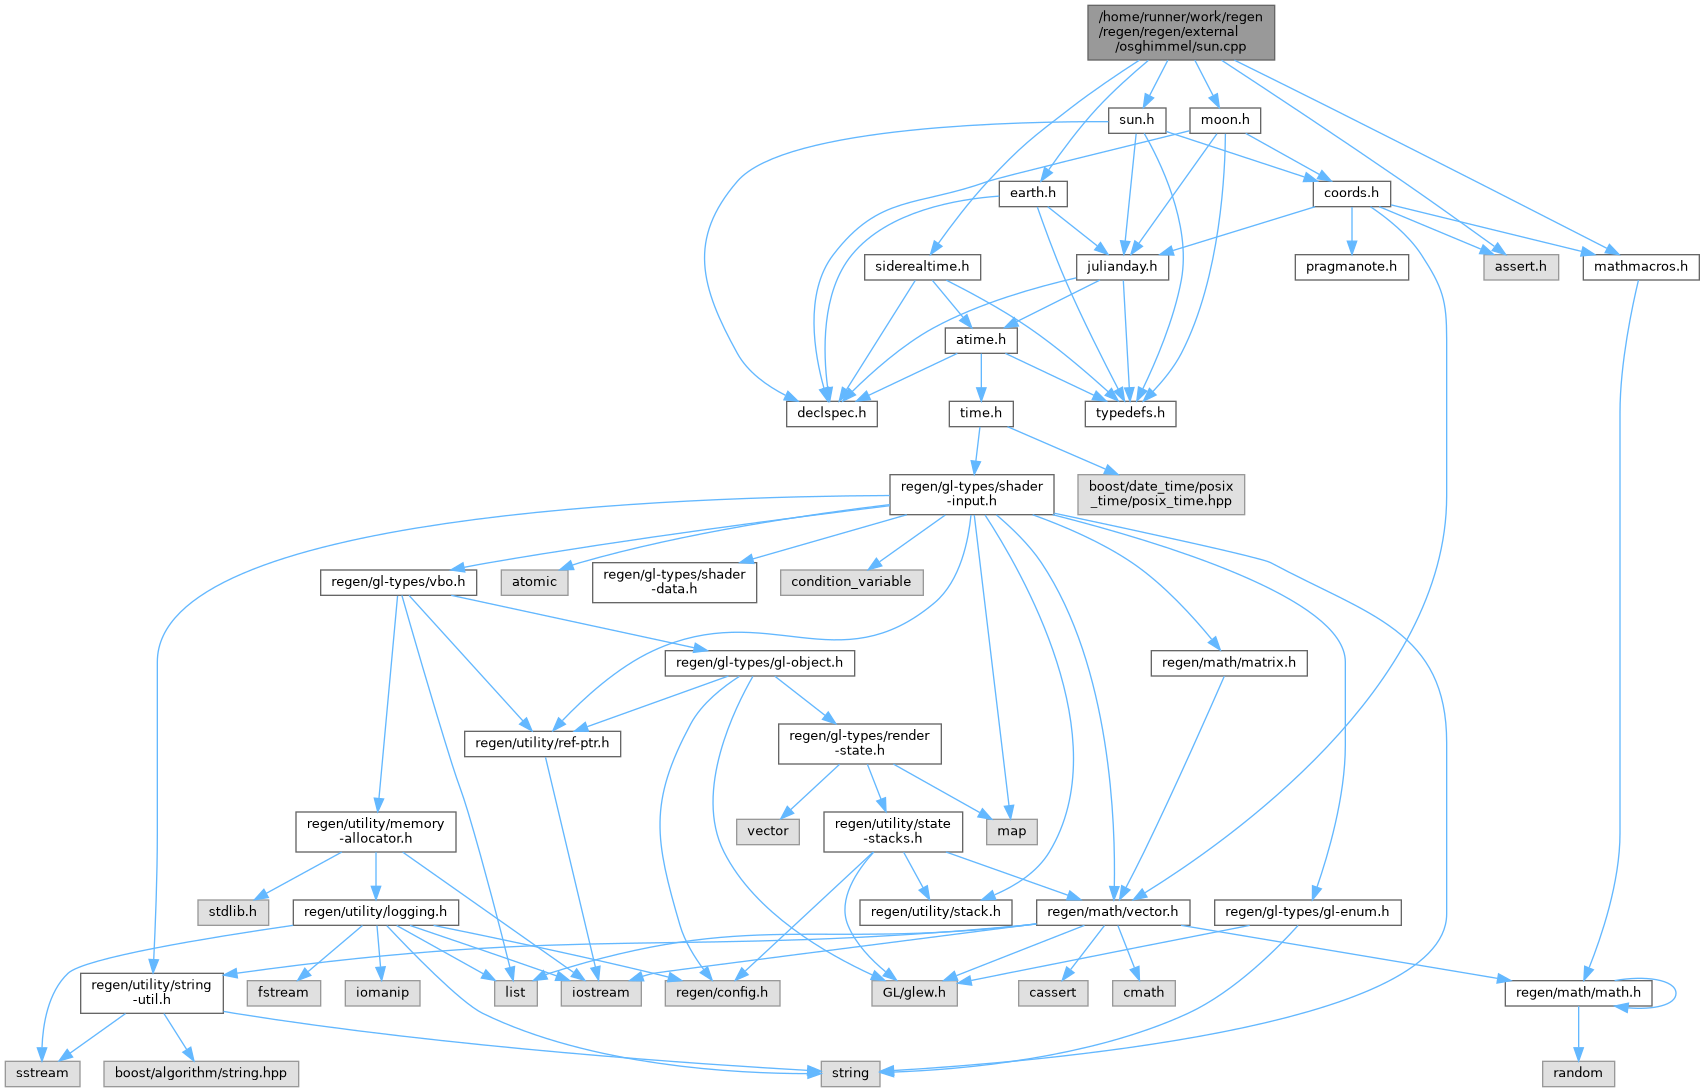 /home/runner/work/regen
/regen/regen/external
/osghimmel/sun.cpp
sun.h
moon.h
earth.h
coords.h
siderealtime.h
julianday.h
pragmanote.h
assert.h
mathmacros.h
atime.h
declspec.h
time.h
typedefs.h
regen/gl-types/shader
-input.h
boost/date_time/posix
_time/posix_time.hpp
regen/gl-types/vbo.h
atomic
regen/gl-types/shader
-data.h
condition_variable
regen/gl-types/gl-object.h
regen/math/matrix.h
regen/utility/ref-ptr.h
regen/gl-types/render
-state.h
regen/utility/memory
-allocator.h
vector
regen/utility/state
-stacks.h
map
stdlib.h
regen/utility/logging.h
regen/utility/stack.h
regen/math/vector.h
regen/gl-types/gl-enum.h
regen/utility/string
-util.h
fstream
iomanip
list
iostream
regen/config.h
GL/glew.h
cassert
cmath
regen/math/math.h
sstream
boost/algorithm/string.hpp
string
random